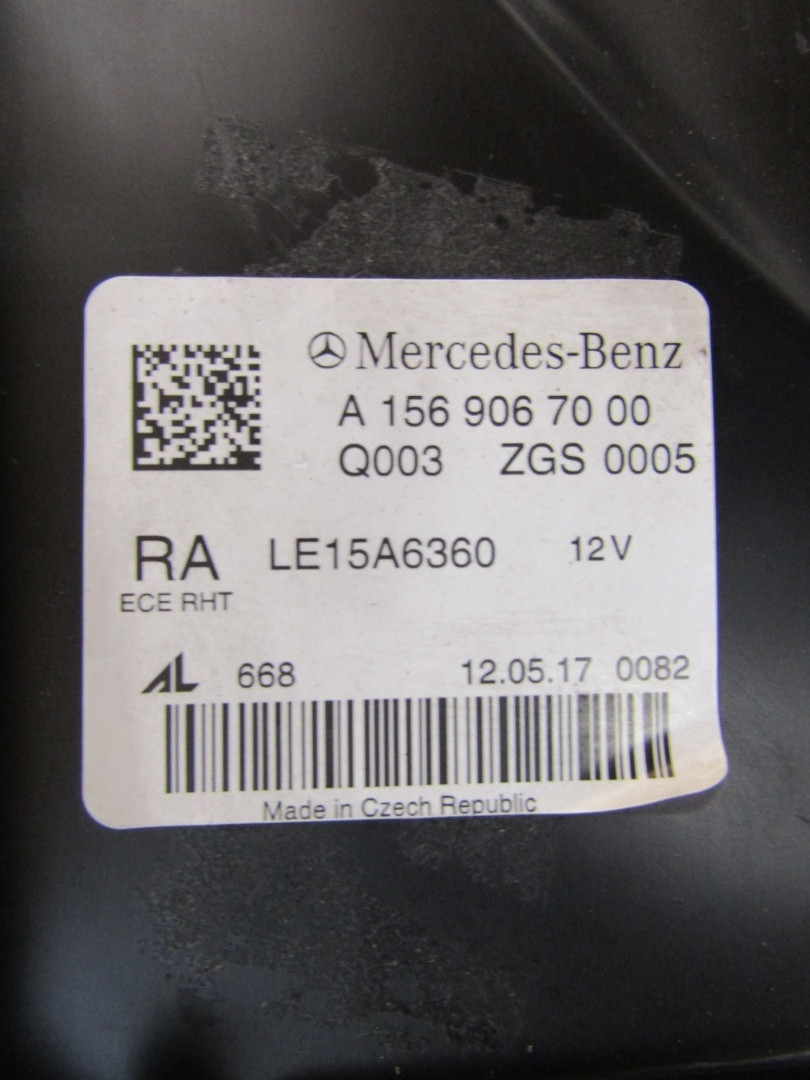 Mercedes-Benz
A 156 906 70 00
Q003 ZGS 0005
RA LE15A6360 12V
ECE RHT
AL 668 12.05.17 0082
Made in Czech Republic